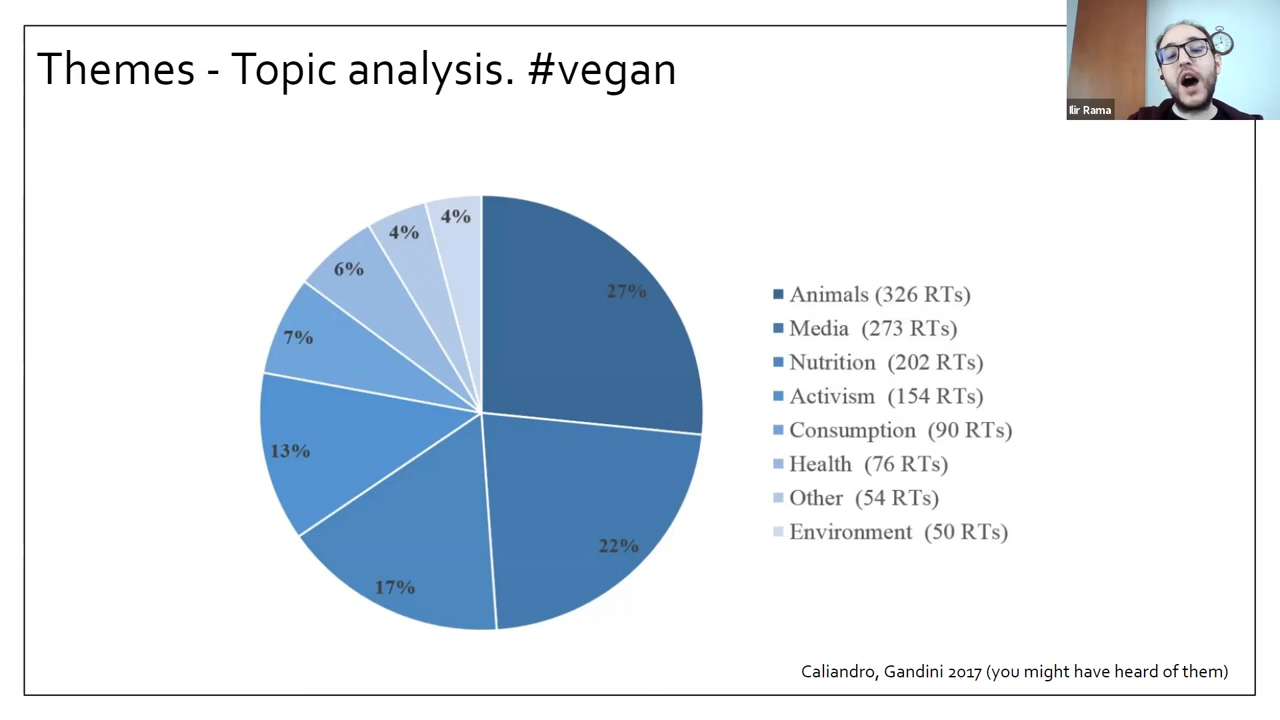 Themes - Topic analysis. #vegan
Ilir Rama
4%
4%
6%
27%
7%
13%
22%
17%
Animals (326 RTs)
Media (273 RTs)
Nutrition (202 RTs)
Activism (154 RTs)
Consumption (90 RTs)
Health (76 RTs)
Other (54 RTs)
Environment (50 RTs)
Caliandro, Gandini 2017 (you might have heard of them)